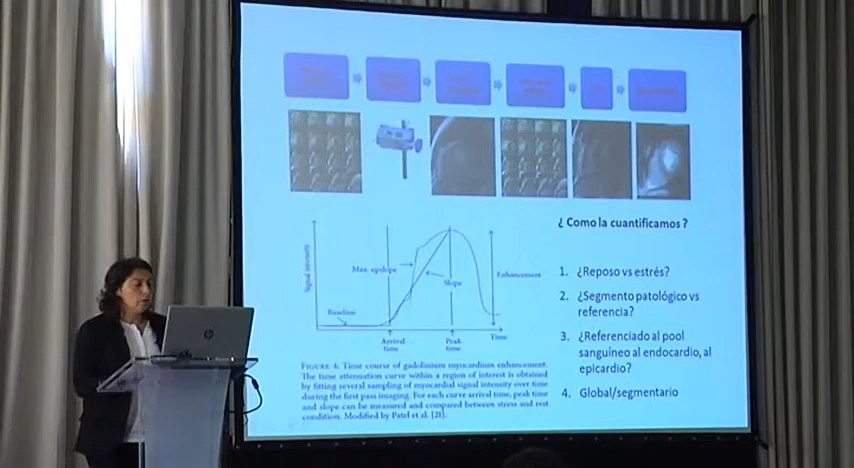 ¿ Como la cuantificamos ?
Signal intensity
Max. upslope
Slope
Enhancement
Baseline
Arrival
time
Peak
time
Time
1. ¿Reposo vs estrés?
2. ¿Segmento patológico vs
referencia?
3. ¿Referenciado al pool
sanguíneo al endocardio, al
epicardio?
4. Global/segmentario
FIGURE 4: Time course of gadolinium myocardium enhancement.
The time attenuation curve within a region of interest is obtained
by fitting several sampling of myocardial signal intensity over time
during the first pass imaging. For each curve arrival time, peak time
and slope can be measured and compared between stress and rest
condition. Modified by Patel et al. [21].
hp